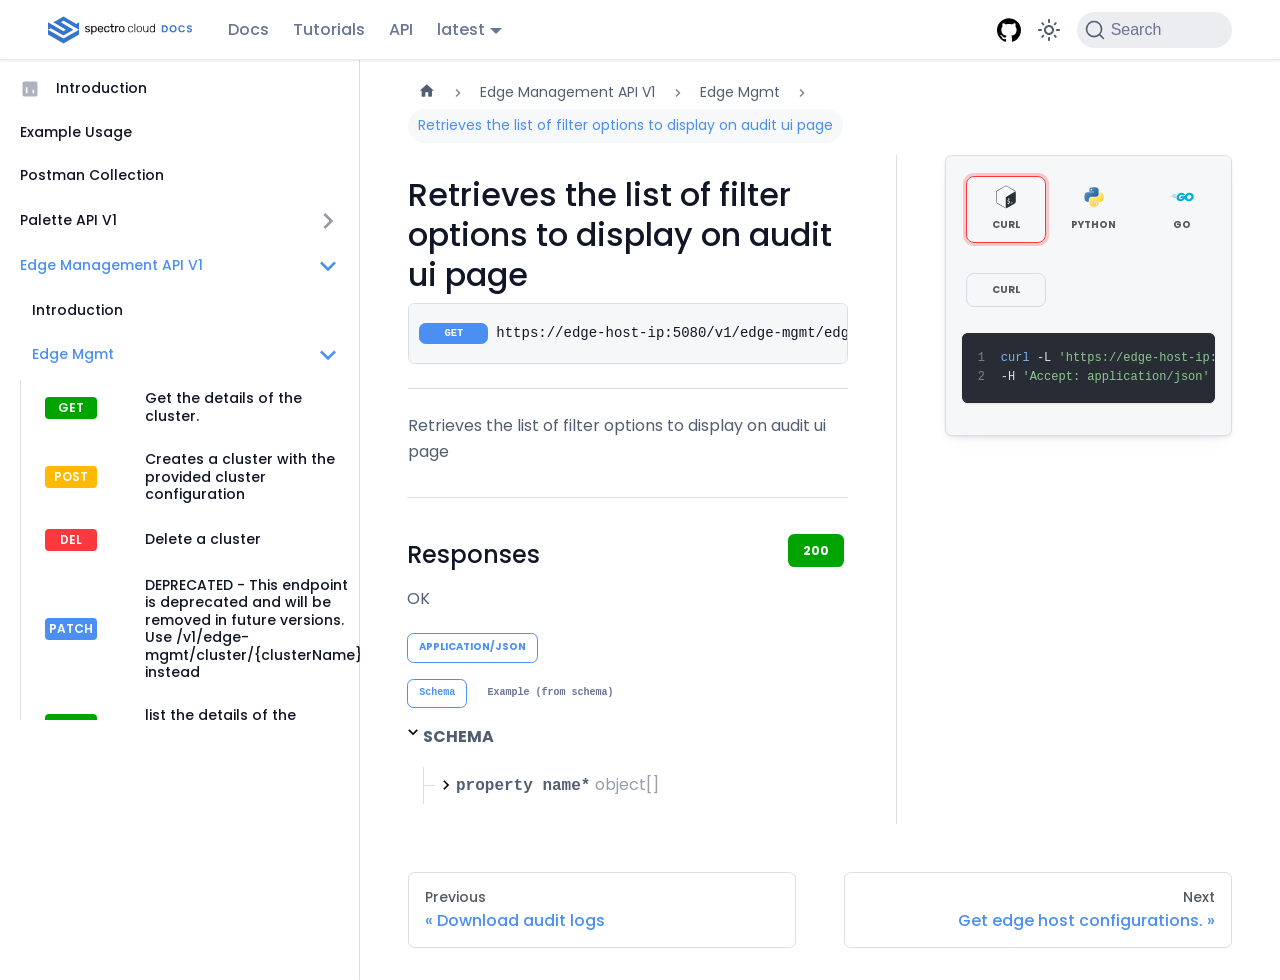 spectro cloud DOCS
Docs
Tutorials
API
latest
Search
Introduction
Example Usage
Postman Collection
Palette API V1
Edge Management API V1
Introduction
Edge Mgmt
GET
Get the details of the
cluster.
POST
Creates a cluster with the
provided cluster
configuration
DEL
Delete a cluster
PATCH
DEPRECATED - This endpoint
is deprecated and will be
removed in future versions.
Use /v1/edge-
mgmt/cluster/{clusterName}
instead
list the details of the
Edge Management API V1
Edge Mgmt
Retrieves the list of filter options to display on audit ui page
Retrieves the list of filter
options to display on audit
ui page
GET
https://edge-host-ip:5080/v1/edge-mgmt/edg
Retrieves the list of filter options to display on audit ui
page
Responses
200
OK
APPLICATION/JSON
Schema
Example (from schema)
SCHEMA
property name* object[]
CURL
PYTHON
GO
CURL
1 curl -L 'https://edge-host-ip:
2 -H 'Accept: application/json'
Previous
« Download audit logs
Next
Get edge host configurations. »